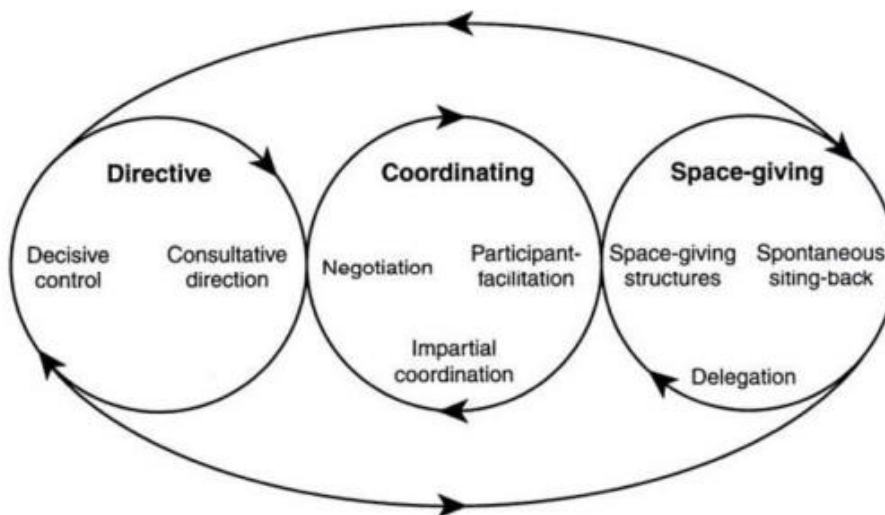 Directive
Coordinating
Space-giving
Decisive
control
Consultative
direction
Negotiation
Participant-
facilitation
Space-giving
structures
Spontaneous
siting-back
Impartial
coordination
Delegation